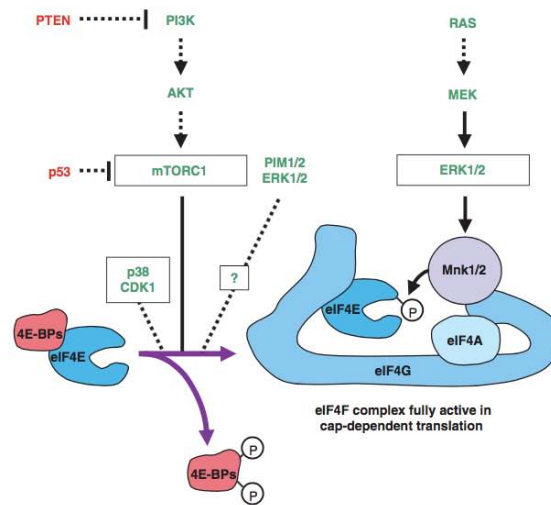 PTEN
PI3K
RAS
AKT
MEK
p53
mTORC1
PIM1/2
ERK1/2
ERK1/2
p38
CDK1
?
Mnk1/2
4E-BPs
eIF4E
eIF4E
P
eIF4A
eIF4G
eIF4F complex fully active in
cap-dependent translation
4E-BPs
P
P